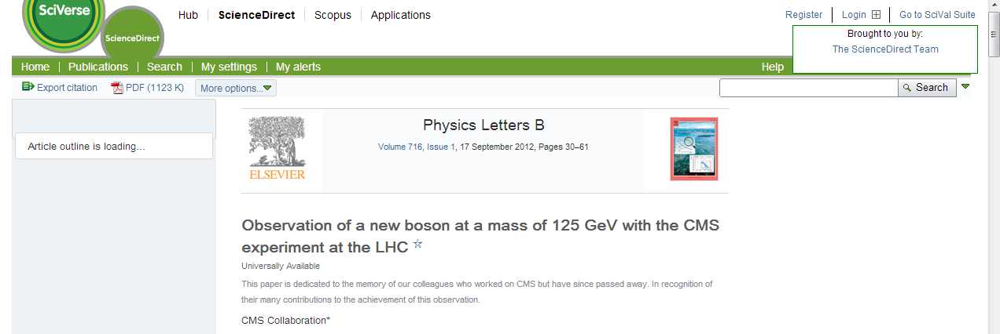 SciVerse
ScienceDirect
Hub ScienceDirect Scopus Applications
Register Login Go to SciVal Suite
Brought to you by:
The ScienceDirect Team
Home Publications Search My settings My alerts
Help
Export citation PDF (1123 K) More options...
Search
Article outline is loading...
ELSEVIER
Physics Letters B
Volume 716, Issue 1, 17 September 2012, Pages 30–61
Observation of a new boson at a mass of 125 GeV with the CMS
experiment at the LHC ☆
Universally Available
This paper is dedicated to the memory of our colleagues who worked on CMS but have since passed away. In recognition of
their many contributions to the achievement of this observation.
CMS Collaboration*